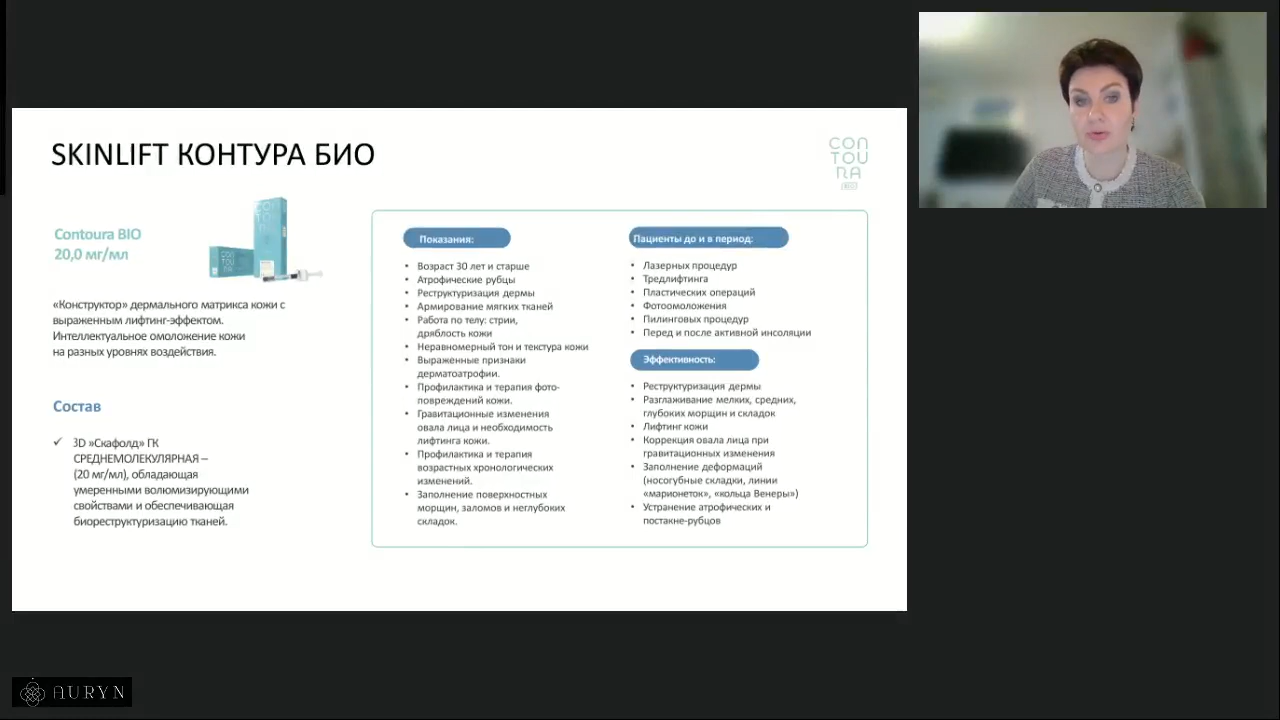 SKINLIFT КОНТУРА БИО
CON
TOU
RA
Contoura BIO
20,0 мг/мл
«Конструктор» дермального матрикса кожи с
выраженным лифтинг-эффектом.
Интеллектуальное омоложение кожи
на разных уровнях воздействия.
Состав
✓ 3D »Скафолд» ГК
СРЕДНЕМОЛЕКУЛЯРНАЯ –
(20 мг/мл), обладающая
умеренными волюмизирующими
свойствами и обеспечивающая
биореструктуризацию тканей.
Показания:
• Возраст 30 лет и старше
• Атрофические рубцы
• Реструктуризация дермы
• Армирование мягких тканей
• Работа по телу: стрии,
дряблость кожи
• Неравномерный тон и текстура кожи
• Выраженные признаки
дерматоатрофии.
• Профилактика и терапия фото-
повреждений кожи.
• Гравитационные изменения
овала лица и необходимость
лифтинга кожи.
• Профилактика и терапия
возрастных хронологических
изменений.
• Заполнение поверхностных
морщин, заломов и неглубоких
складок.
Пациенты до и в период:
• Лазерных процедур
• Тредлифтинга
• Пластических операций
• Фотоомоложения
• Пилинговых процедур
• Перед и после активной инсоляции
Эффективность:
• Реструктуризация дермы
• Разглаживание мелких, средних,
глубоких морщин и складок
• Лифтинг кожи
• Коррекция овала лица при
гравитационных изменения
• Заполнение деформаций
(носогубные складки, линии
«марионеток», «кольца Венеры»)
• Устранение атрофических и
постакне-рубцов
AURYN